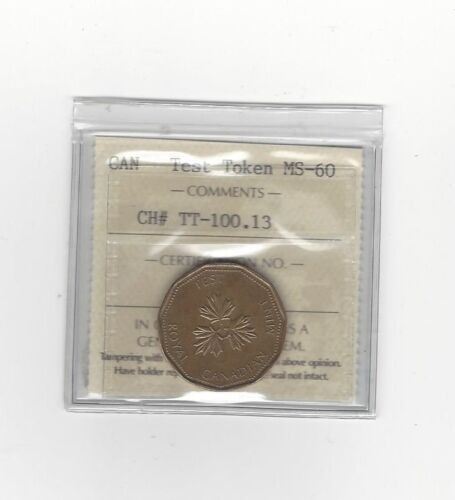 CAN Test Token MS-60
— COMMENTS —
CH# TT-100.13
— CERTIFICATION NO. —
TEST
ROYAL CANADIAN MINT
IN S A
GEN EM.
Tampering with above opinion.
Have holder seal not intact.